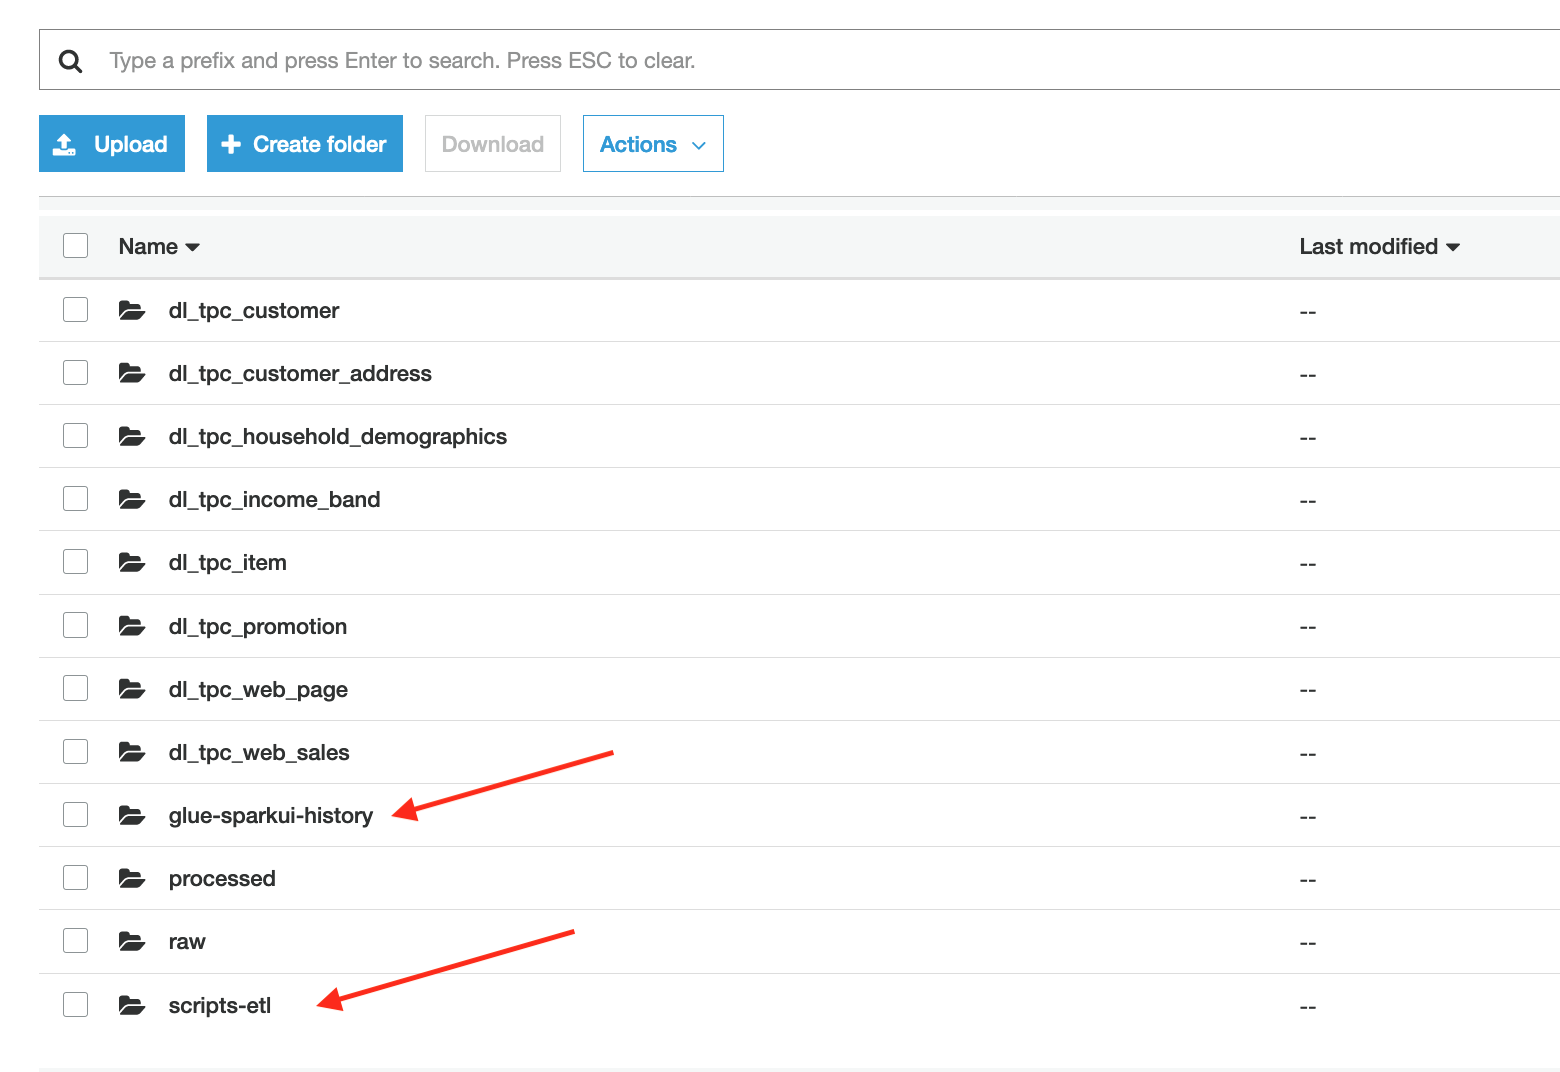 Type a prefix and press Enter to search. Press ESC to clear.
Upload Create folder Download Actions
Name Last modified
dl_tpc_customer --
dl_tpc_customer_address --
dl_tpc_household_demographics --
dl_tpc_income_band --
dl_tpc_item --
dl_tpc_promotion --
dl_tpc_web_page --
dl_tpc_web_sales --
glue-sparkui-history --
processed --
raw --
scripts-etl --